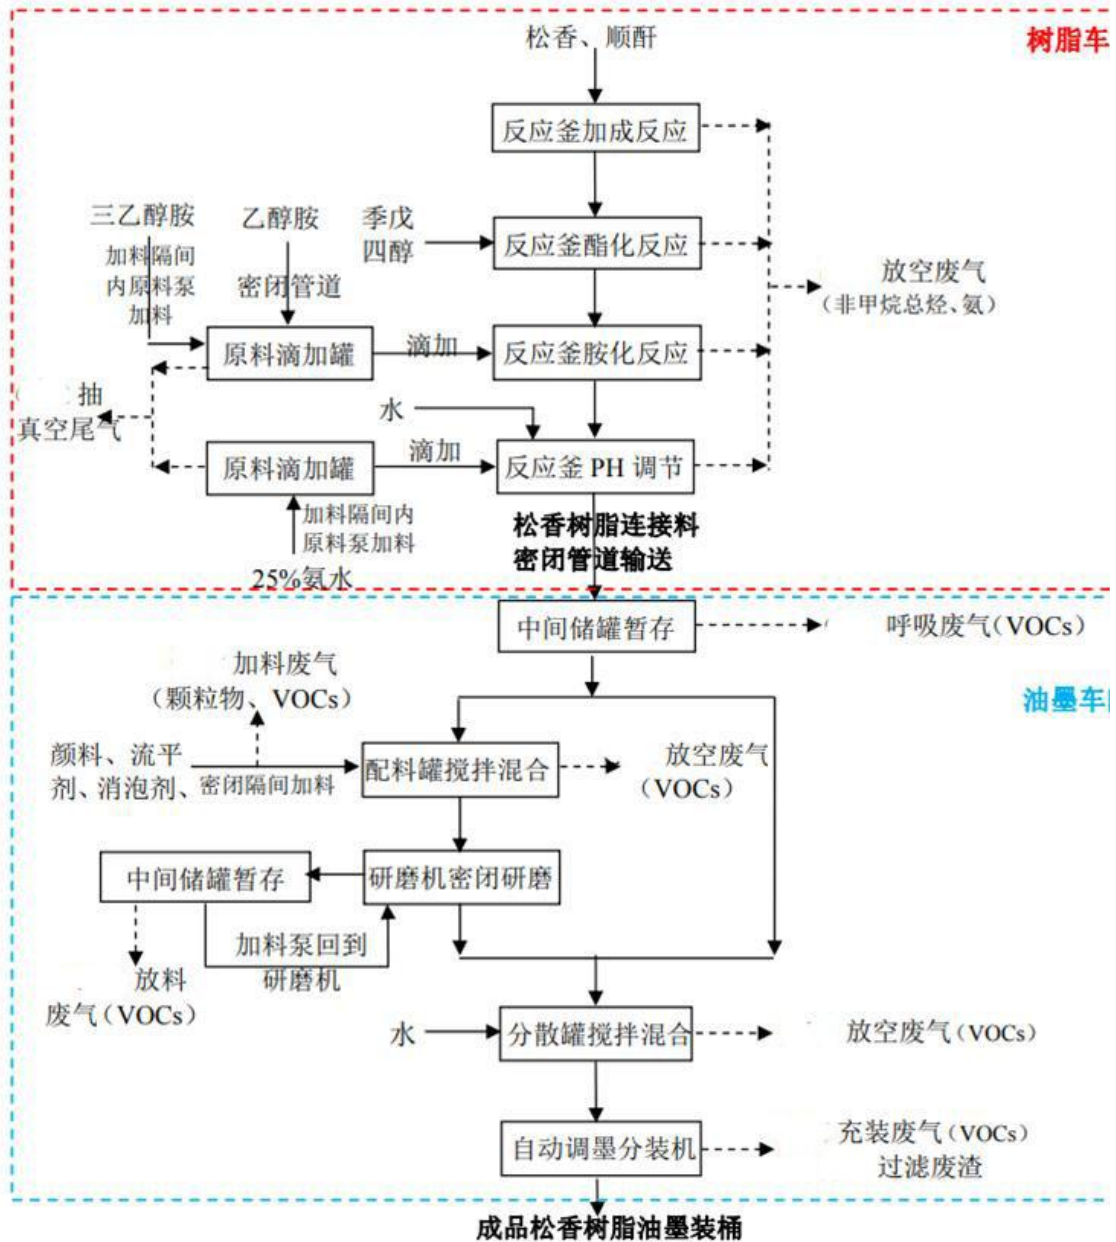 松香、顺酐
树脂车
反应釜加成反应
三乙醇胺
乙醇胺
季戊
四醇
反应釜酯化反应
加料隔间
内原料泵
加料
密闭管道
放空废气
(非甲烷总烃、氨)
原料滴加罐
滴加
反应釜胺化反应
抽
真空尾气
水
原料滴加罐
滴加
反应釜 PH 调节
加料隔间内
原料泵加料
25%氨水
松香树脂连接料
密闭管道输送
中间储罐暂存
呼吸废气(VOCs)
加料废气
(颗粒物、VOCs)
油墨车
颜料、流平
剂、消泡剂、
密闭隔间加料
配料罐搅拌混合
放空废气
(VOCs)
中间储罐暂存
研磨机密闭研磨
加料泵回到
研磨机
放料
废气(VOCs)
水
分散罐搅拌混合
放空废气(VOCs)
自动调墨分装机
充装废气(VOCs)
过滤废渣
成品松香树脂油墨装桶